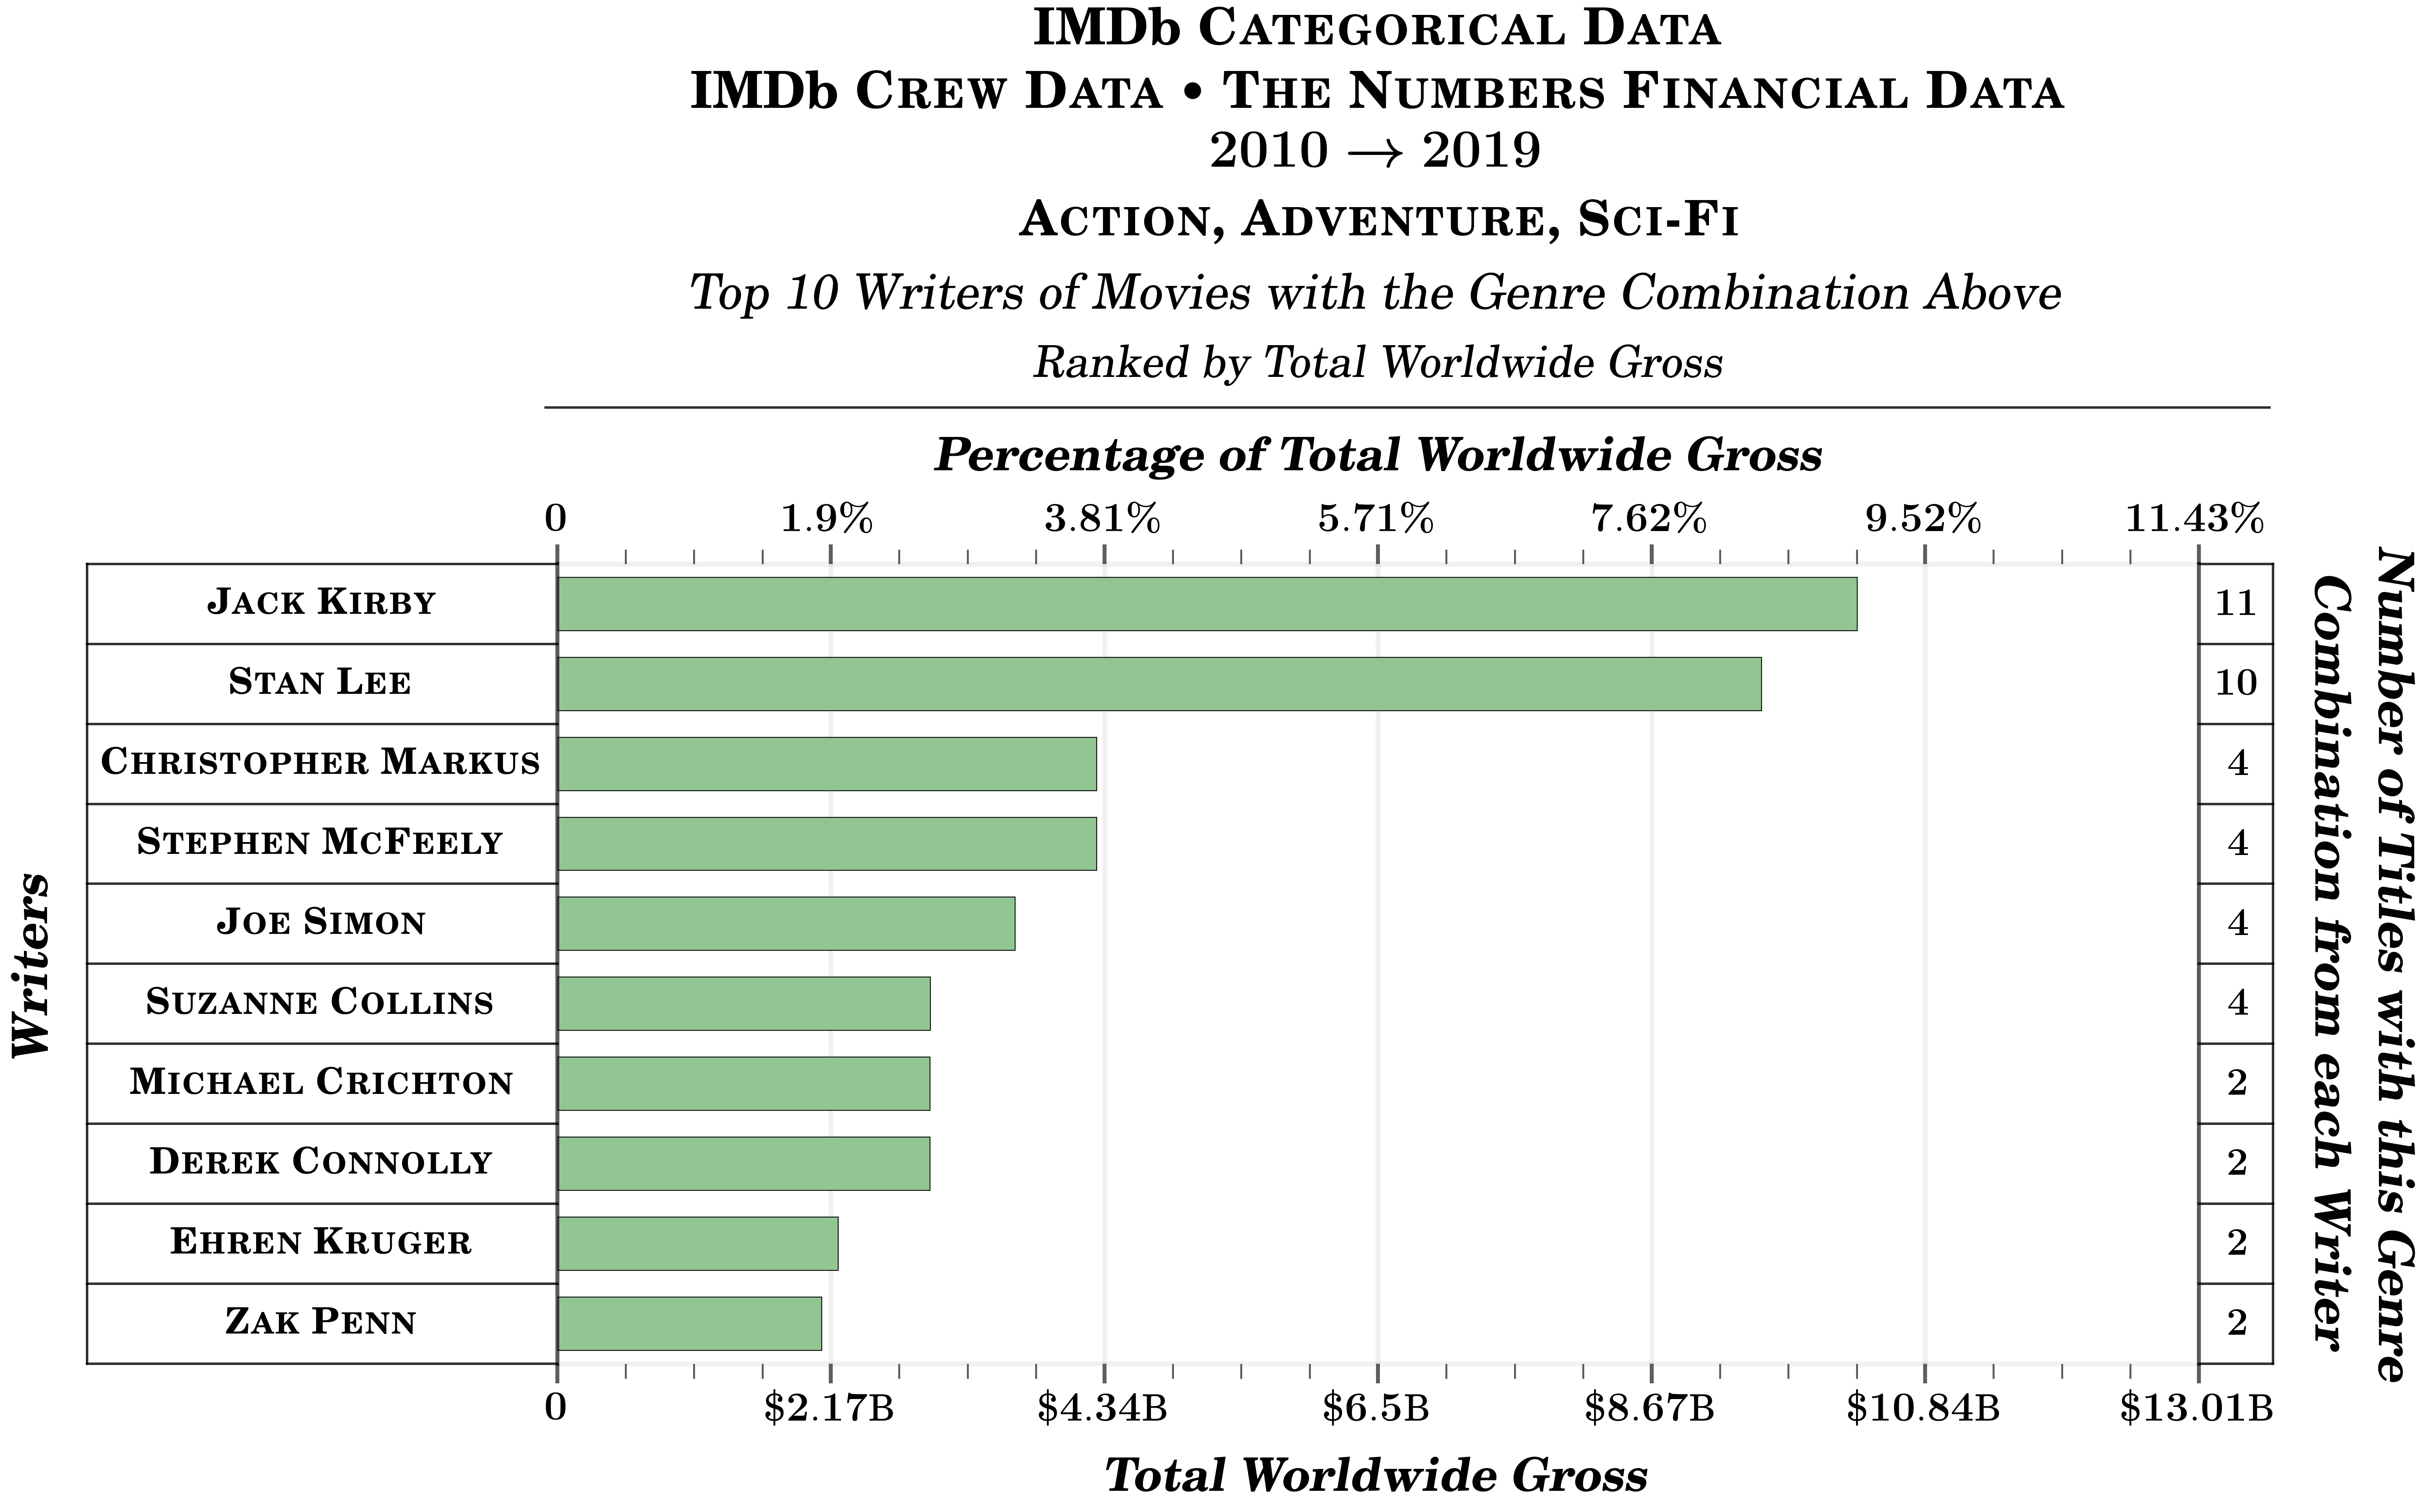 IMDb Categorical Data
IMDb Crew Data • The Numbers Financial Data
2010 → 2019
Action, Adventure, Sci-Fi
Top 10 Writers of Movies with the Genre Combination Above
Ranked by Total Worldwide Gross
Percentage of Total Worldwide Gross
0 1.9% 3.81% 5.71% 7.62% 9.52% 11.43%
Writers
Jack Kirby 11
Stan Lee 10
Christopher Markus 4
Stephen McFeely 4
Joe Simon 4
Suzanne Collins 4
Michael Crichton 2
Derek Connolly 2
Ehren Kruger 2
Zak Penn 2
Number of Titles with this Genre
Combination from each Writer
0 $2.17B $4.34B $6.5B $8.67B $10.84B $13.01B
Total Worldwide Gross